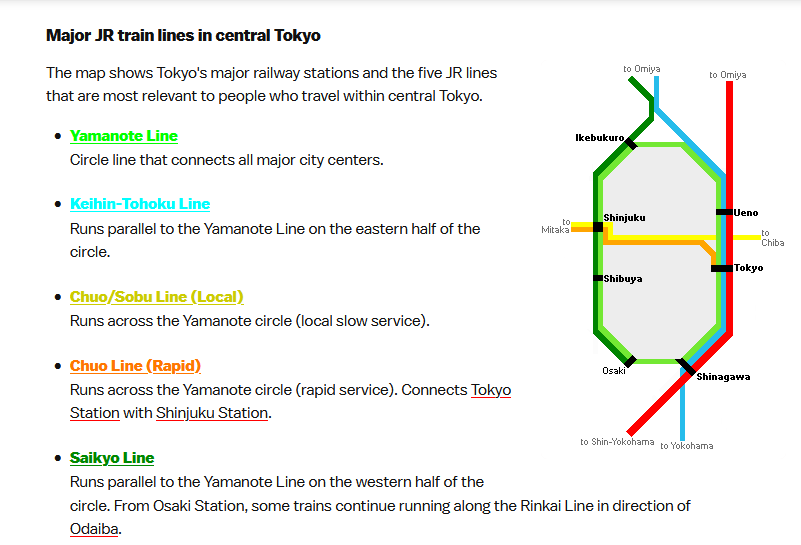 Major JR train lines in central Tokyo
The map shows Tokyo's major railway stations and the five JR lines
that are most relevant to people who travel within central Tokyo.
Yamanote Line
Circle line that connects all major city centers.
Keihin-Tohoku Line
Runs parallel to the Yamanote Line on the eastern half of the
circle.
Chuo/Sobu Line (Local)
Runs across the Yamanote circle (local slow service).
Chuo Line (Rapid)
Runs across the Yamanote circle (rapid service). Connects Tokyo
Station with Shinjuku Station.
Saikyo Line
Runs parallel to the Yamanote Line on the western half of the
circle. From Osaki Station, some trains continue running along the Rinkai Line in direction of
Odaiba.
to Omiya
to Omiya
Ikebukuro
Ueno
Shinjuku
to
Mitaka
to
Chiba
Tokyo
Shibuya
Osaki
Shinagawa
to Shin-Yokohama
to Yokohama